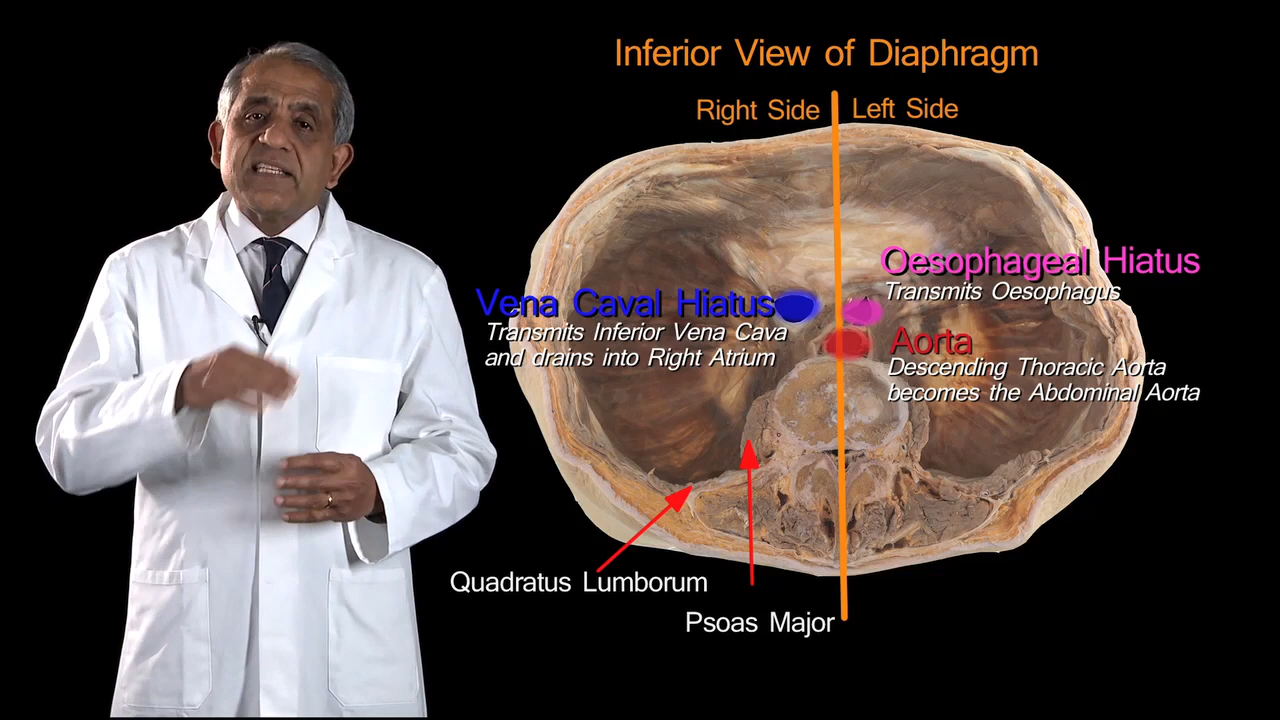 Inferior View of Diaphragm
Right Side
Left Side
Oesophageal Hiatus
Transmits Oesophagus
Vena Caval Hiatus
Transmits Inferior Vena Cava
and drains into Right Atrium
Aorta
Descending Thoracic Aorta
becomes the Abdominal Aorta
Quadratus Lumborum
Psoas Major